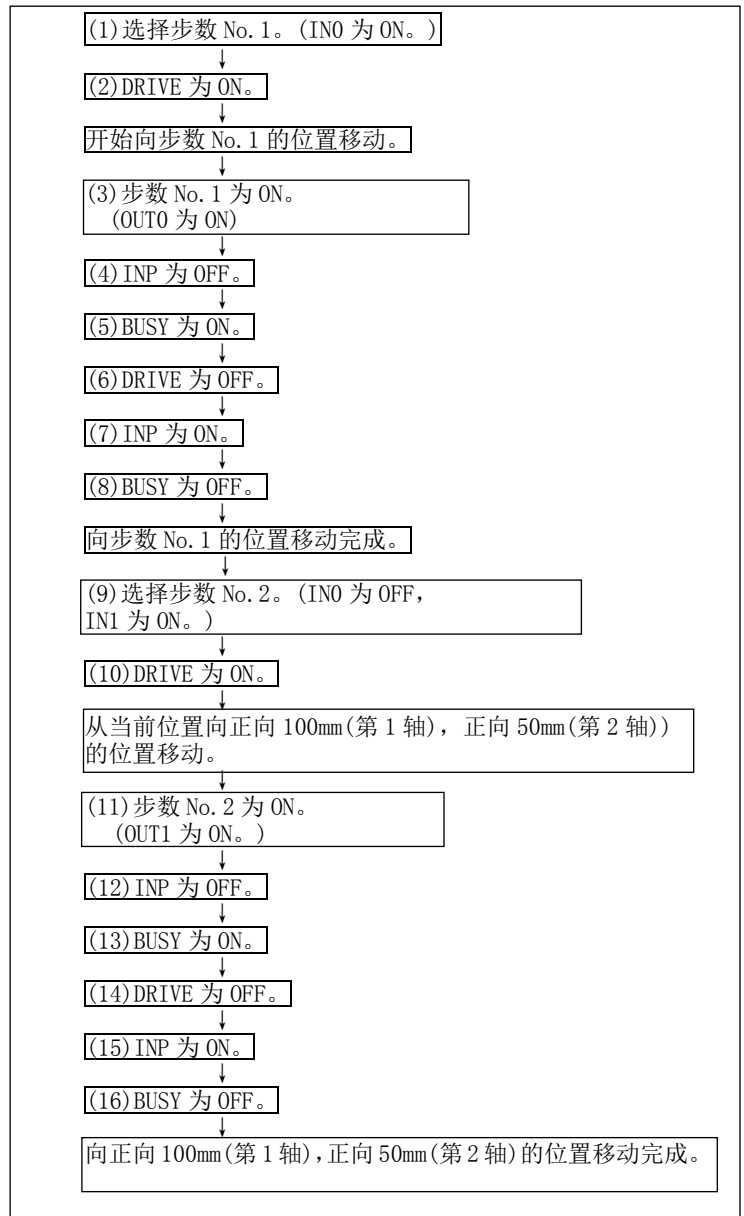 (1)选择步数 No.1。(IN0 为 ON。)
(2)DRIVE 为 ON。
开始向步数 No.1 的位置移动。
(3)步数 No.1 为 ON。
(OUT0 为 ON)
(4)INP 为 OFF。
(5)BUSY 为 ON。
(6)DRIVE 为 OFF。
(7)INP 为 ON。
(8)BUSY 为 OFF。
向步数 No.1 的位置移动完成。
(9)选择步数 No.2。(IN0 为 OFF，
IN1 为 ON。)
(10)DRIVE 为 ON。
从当前位置向正向 100mm(第 1 轴)，正向 50mm(第 2 轴))
的位置移动。
(11)步数 No.2 为 ON。
(OUT1 为 ON。)
(12)INP 为 OFF。
(13)BUSY 为 ON。
(14)DRIVE 为 OFF。
(15)INP 为 ON。
(16)BUSY 为 OFF。
向正向 100mm(第 1 轴),正向 50mm(第 2 轴)的位置移动完成。